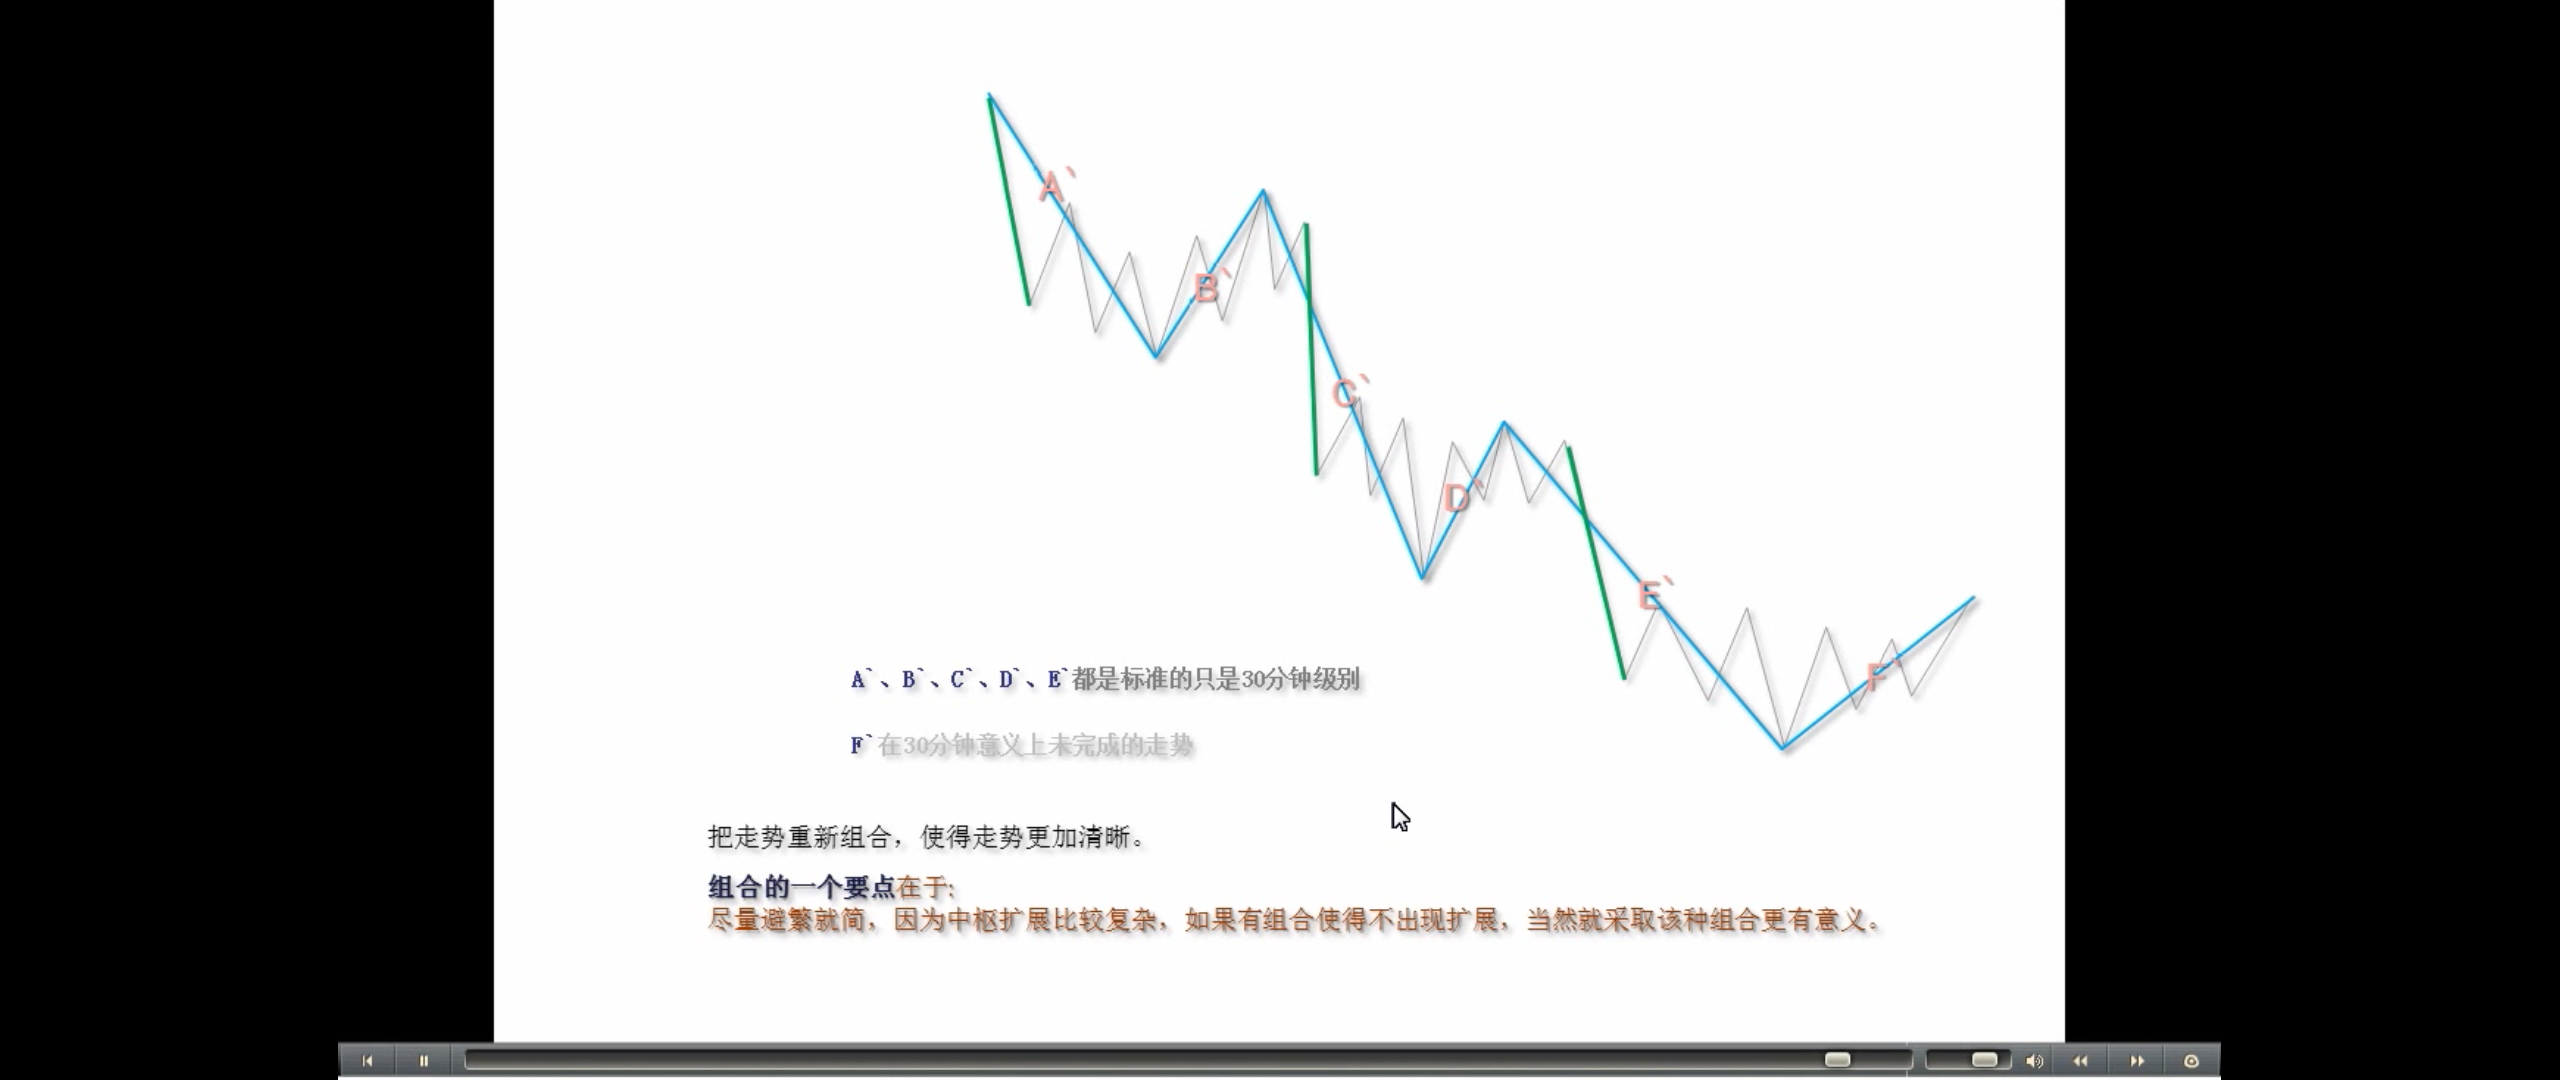 A`
B`
C`
D`
E`
F`
A`、B`、C`、D`、E`都是标准的只是30分钟级别
F`在30分钟意义上未完成的走势
把走势重新组合，使得走势更加清晰。
组合的一个要点在于;
尽量避繁就简，因为中枢扩展比较复杂，如果有组合使得不出现扩展，当然就采取该种组合更有意义。